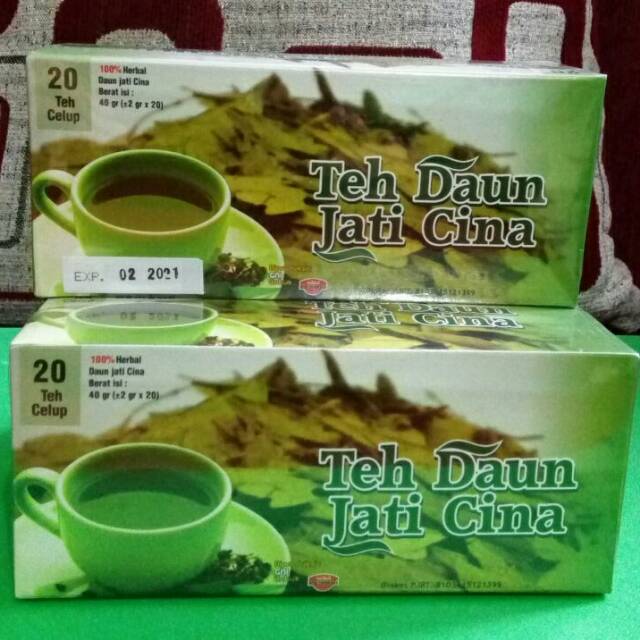 20
Teh
Celup
100% Herbal
Daun jati Cina
Berat isi :
40 gr (±2 gr x 20)
Teh Daun
Jati Cina
EXP. 02 2021
20
Teh
Celup
100% Herbal
Daun jati Cina
Berat isi :
40 gr (±2 gr x 20)
Teh Daun
Jati Cina